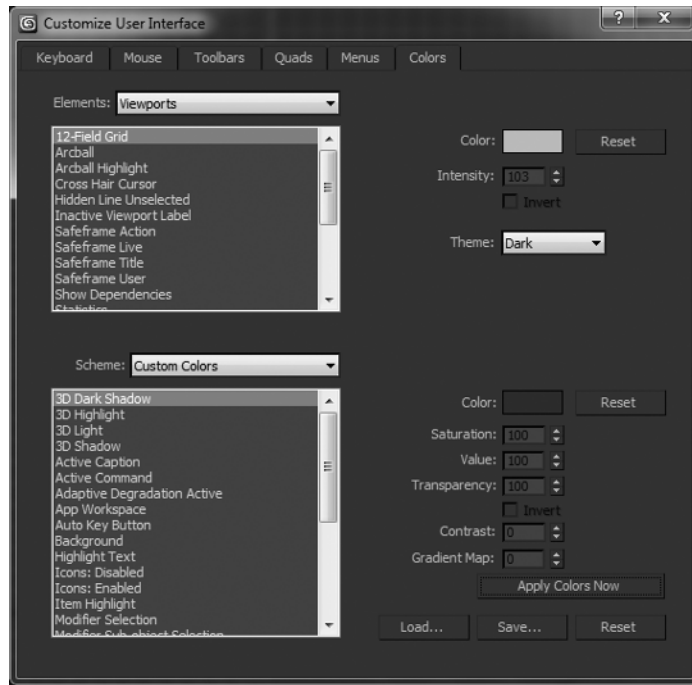 Customize User Interface
Keyboard Mouse Toolbars Quads Menus Colors
Elements: Viewports
12-Field Grid
Arcball
Arcball Highlight
Cross Hair Cursor
Hidden Line Unselected
Inactive Viewport Label
Safeframe Action
Safeframe Live
Safeframe Title
Safeframe User
Show Dependencies
Statistics
Color: Reset
Intensity: 103
Invert
Theme: Dark
Scheme: Custom Colors
3D Dark Shadow
3D Highlight
3D Light
3D Shadow
Active Caption
Active Command
Adaptive Degradation Active
App Workspace
Auto Key Button
Background
Highlight Text
Icons: Disabled
Icons: Enabled
Item Highlight
Modifier Selection
Modifier Sub-object Selection
Color: Reset
Saturation: 100
Value: 100
Transparency: 100
Invert
Contrast: 0
Gradient Map: 0
Apply Colors Now
Load... Save... Reset